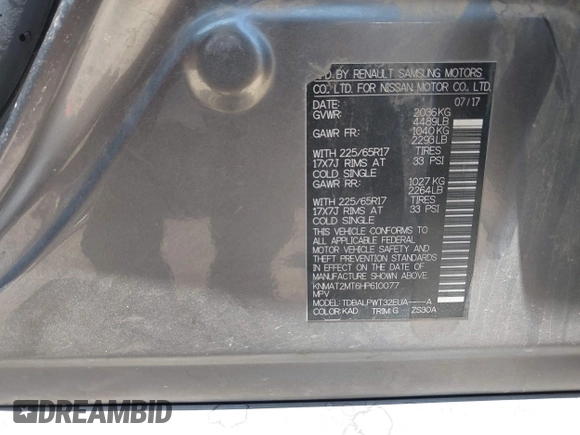 BY RENAULT SAMSUNG MOTORS
CO. LTD. FOR NISSAN MOTOR CO. LTD.
DATE: 07/17
GVWR: 2036KG
4489LB
GAWR FR: 1040KG
2293LB
WITH 225/65R17 TIRES
17X7J RIMS AT 33 PSI
COLD SINGLE
GAWR RR: 1027KG
2264LB
WITH 225/65R17 TIRES
17X7J RIMS AT 33 PSI
COLD SINGLE
THIS VEHICLE CONFORMS TO
ALL APPLICABLE FEDERAL
MOTOR VEHICLE SAFETY AND
THEFT PREVENTION STANDARDS
IN EFFECT ON THE DATE OF
MANUFACTURE SHOWN ABOVE.
KNMAT2MT6HP610077
MPV
MODEL: TDBALPWT32EUA----A
COLOR:KAD TRIM:G ZS30A
DREAMBID